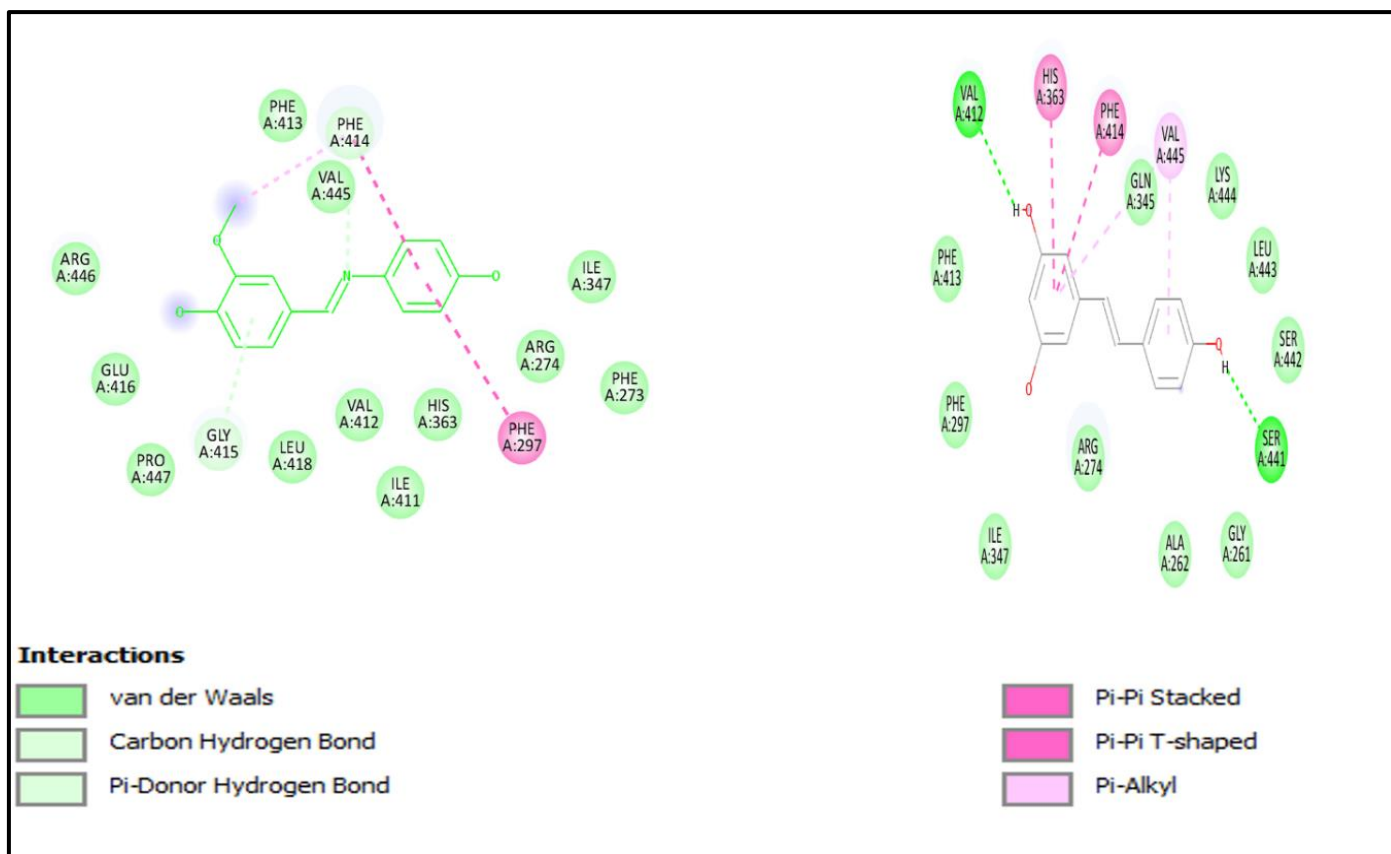 PHE
A:413
PHE
A:414
VAL
A:445
ARG
A:446
O
O
N
O
ILE
A:347
GLU
A:416
ARG
A:274
PHE
A:273
PRO
A:447
GLY
A:415
LEU
A:418
VAL
A:412
HIS
A:363
PHE
A:297
ILE
A:411
VAL
A:412
HIS
A:363
PHE
A:414
VAL
A:445
GLN
A:345
LYS
A:444
H O
PHE
A:413
LEU
A:443
SER
A:442
O
H
O
PHE
A:297
ARG
A:274
SER
A:441
ILE
A:347
ALA
A:262
GLY
A:261
Interactions
van der Waals
Carbon Hydrogen Bond
Pi-Donor Hydrogen Bond
Pi-Pi Stacked
Pi-Pi T-shaped
Pi-Alkyl